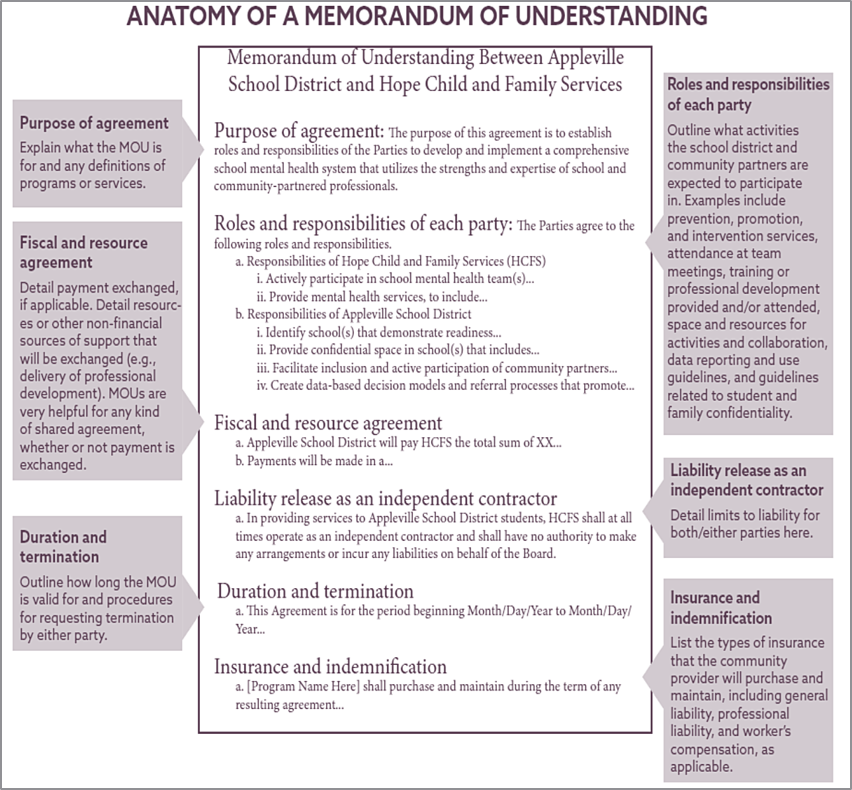 ANATOMY OF A MEMORANDUM OF UNDERSTANDING
Memorandum of Understanding Between Appleville
School District and Hope Child and Family Services
Purpose of agreement: The purpose of this agreement is to establish
roles and responsibilities of the Parties to develop and implement a comprehensive
school mental health system that utilizes the strengths and expertise of school and
community-partnered professionals.
Roles and responsibilities of each party: The Parties agree to the
following roles and responsibilities.
a. Responsibilities of Hope Child and Family Services (HCFS)
i. Actively participate in school mental health team(s)...
ii. Provide mental health services, to include...
b. Responsibilities of Appleville School District
i. Identify school(s) that demonstrate readiness...
ii. Provide confidential space in school(s) that includes...
iii. Facilitate inclusion and active participation of community partners...
iv. Create data-based decision models and referral processes that promote...
Fiscal and resource agreement
a. Appleville School District will pay HCFS the total sum of XX...
b. Payments will be made in a...
Liability release as an independent contractor
a. In providing services to Appleville School District students, HCFS shall at all
times operate as an independent contractor and shall have no authority to make
any arrangements or incur any liabilities on behalf of the Board.
Duration and termination
a. This Agreement is for the period beginning Month/Day/Year to Month/Day/
Year...
Insurance and indemnification
a. [Program Name Here] shall purchase and maintain during the term of any
resulting agreement...
Purpose of agreement
Explain what the MOU is
for and any definitions of
programs or services.
Fiscal and resource
agreement
Detail payment exchanged,
if applicable. Detail resourc-
es or other non-financial
sources of support that
will be exchanged (e.g.,
delivery of professional
development). MOUs are
very helpful for any kind
of shared agreement,
whether or not payment is
exchanged.
Duration and
termination
Outline how long the MOU
is valid for and procedures
for requesting termination
by either party.
Roles and responsibilities
of each party
Outline what activities
the school district and
community partners are
expected to participate
in. Examples include
prevention, promotion,
and intervention services,
attendance at team
meetings, training or
professional development
provided and/or attended,
space and resources for
activities and collaboration,
data reporting and use
guidelines, and guidelines
related to student and
family confidentiality.
Liability release as an
independent contractor
Detail limits to liability for
both/either parties here.
Insurance and
indemnification
List the types of insurance
that the community
provider will purchase and
maintain, including general
liability, professional
liability, and worker's
compensation, as
applicable.